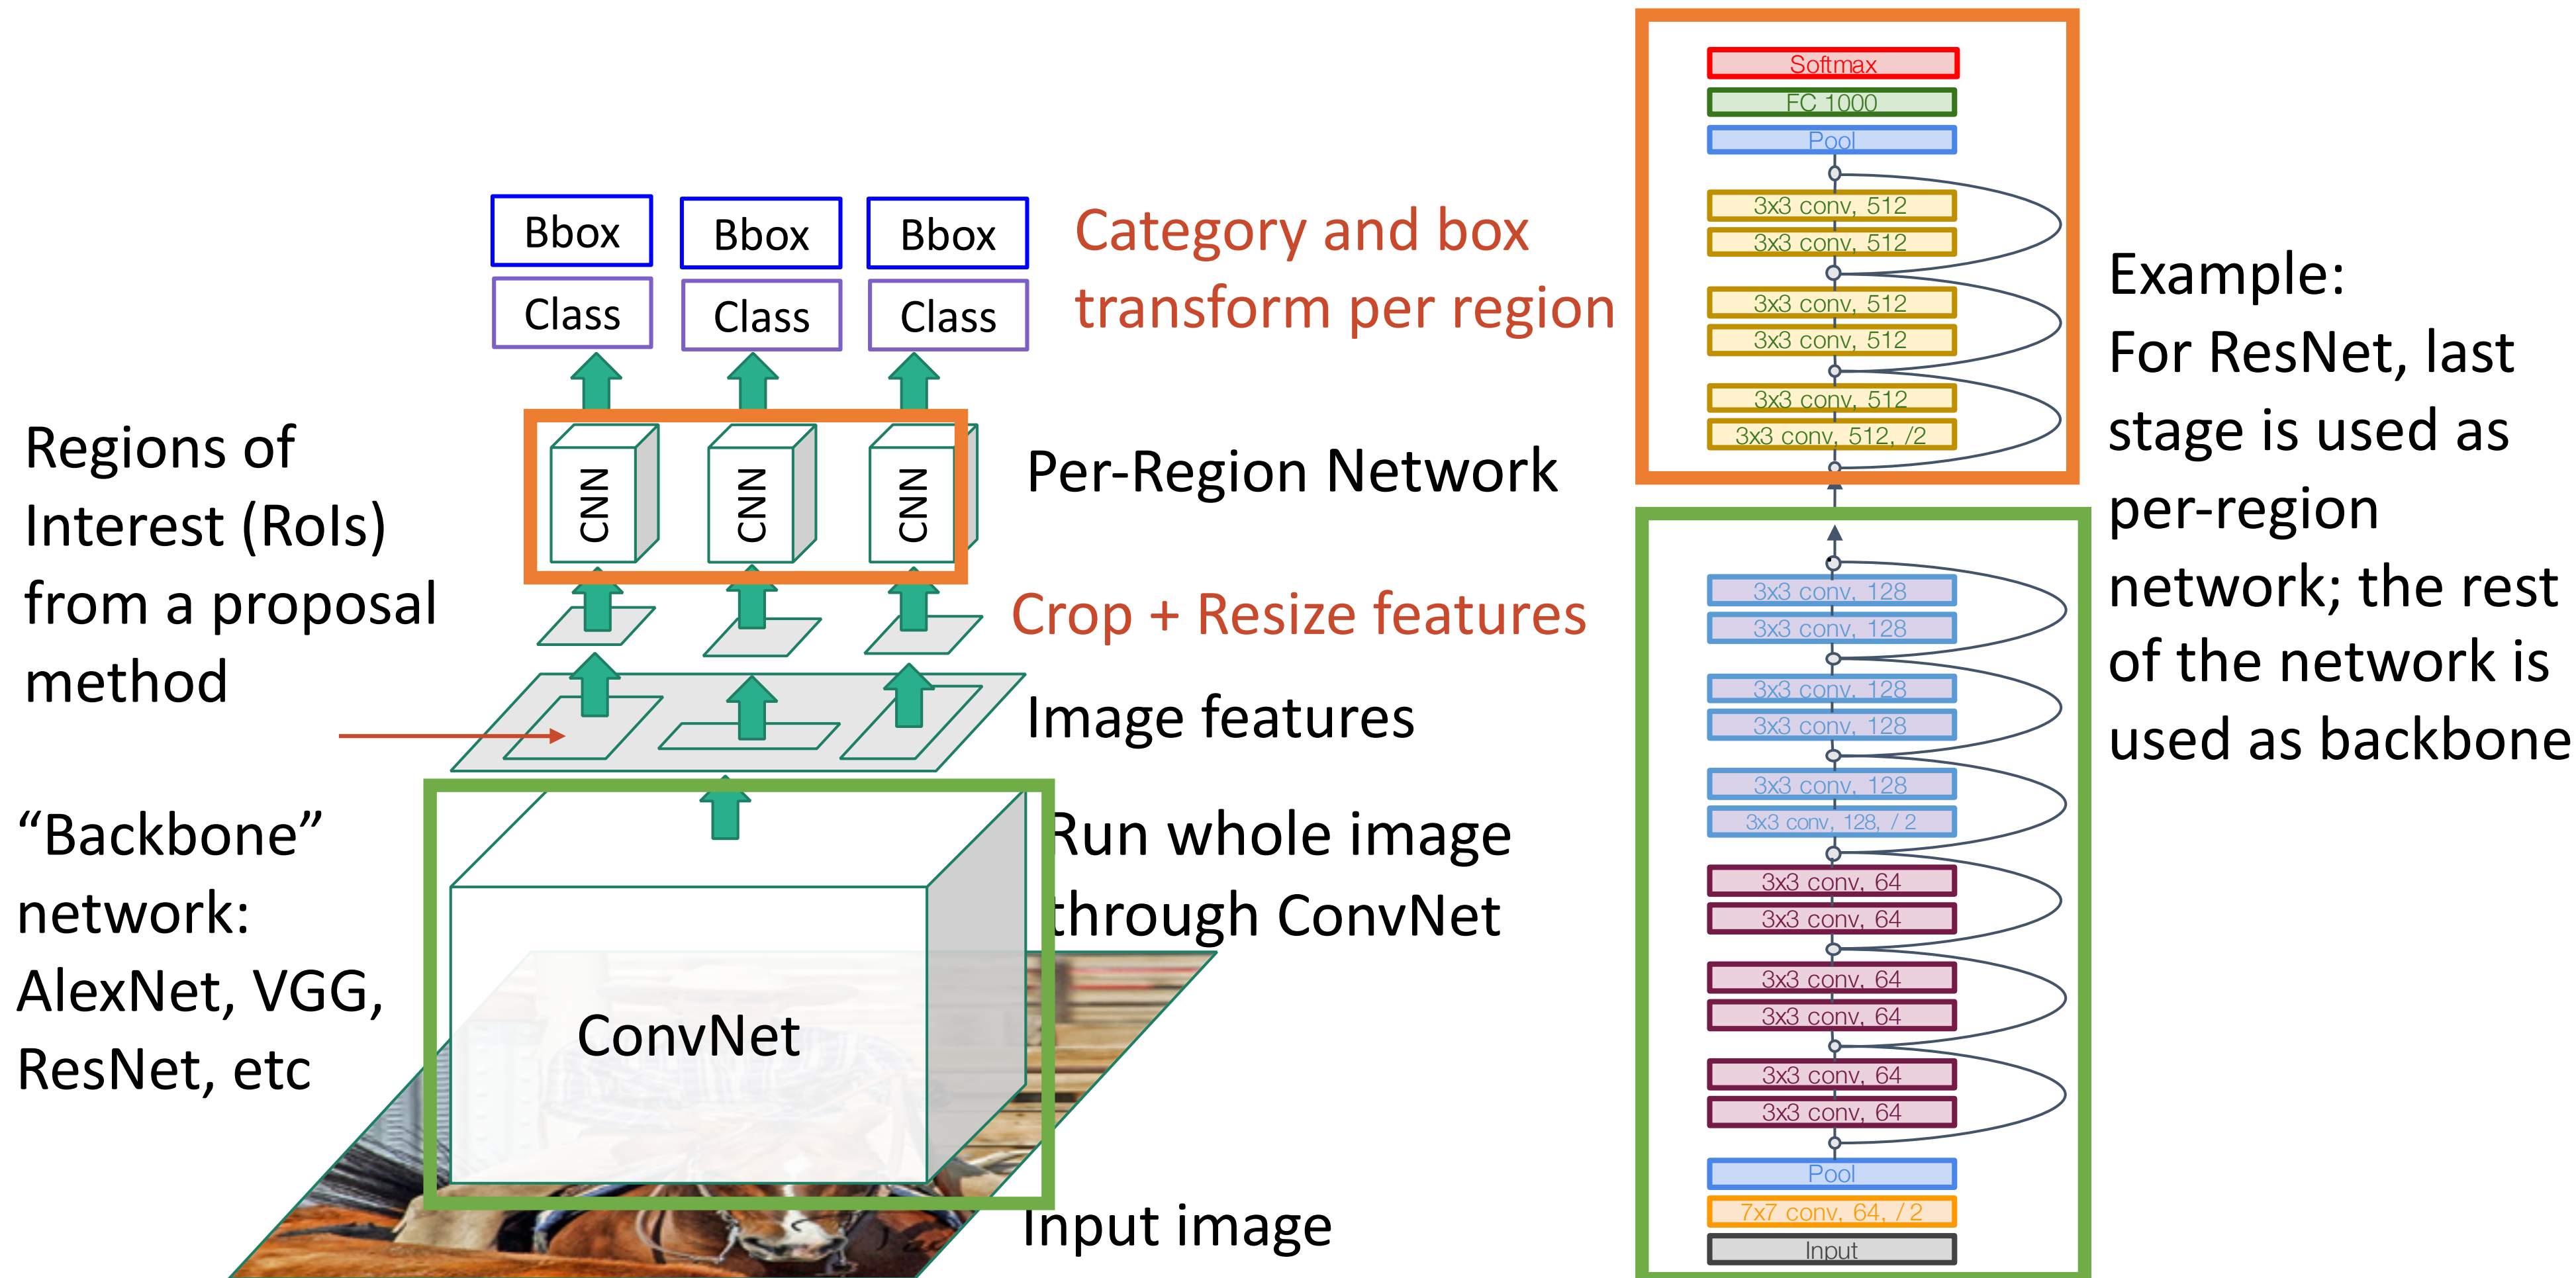 Bbox
Bbox
Bbox
Class
Class
Class
Category and box
transform per region
CNN
CNN
CNN
Per-Region Network
Regions of
Interest (RoIs)
from a proposal
method
Crop + Resize features
Image features
“Backbone”
network:
AlexNet, VGG,
ResNet, etc
Run whole image
through ConvNet
ConvNet
Input image
Softmax
FC 1000
Pool
3x3 conv, 512
3x3 conv, 512
3x3 conv, 512
3x3 conv, 512
3x3 conv, 512
3x3 conv, 512, /2
3x3 conv, 128
3x3 conv, 128
3x3 conv, 128
3x3 conv, 128
3x3 conv, 128
3x3 conv, 128, / 2
3x3 conv, 64
3x3 conv, 64
3x3 conv, 64
3x3 conv, 64
3x3 conv, 64
3x3 conv, 64
Pool
7x7 conv, 64, / 2
Input
Example:
For ResNet, last
stage is used as
per-region
network; the rest
of the network is
used as backbone